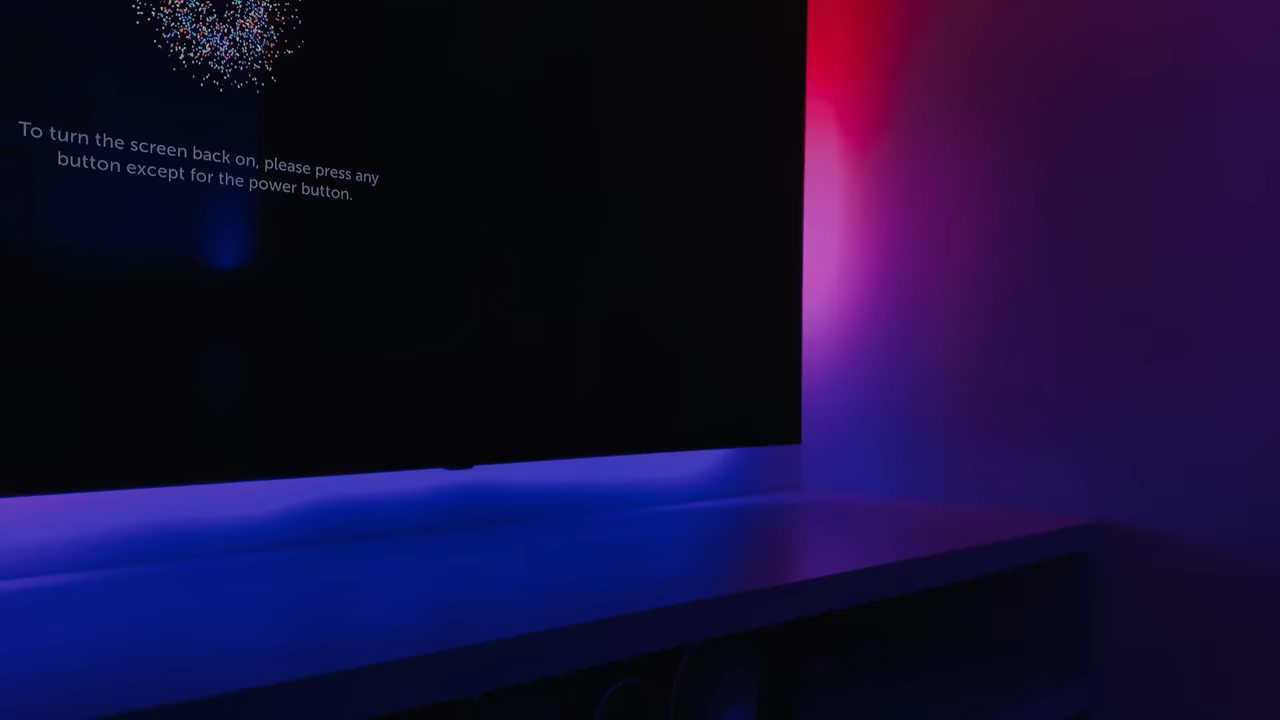 To turn the screen back on, please press any
button except for the power button.